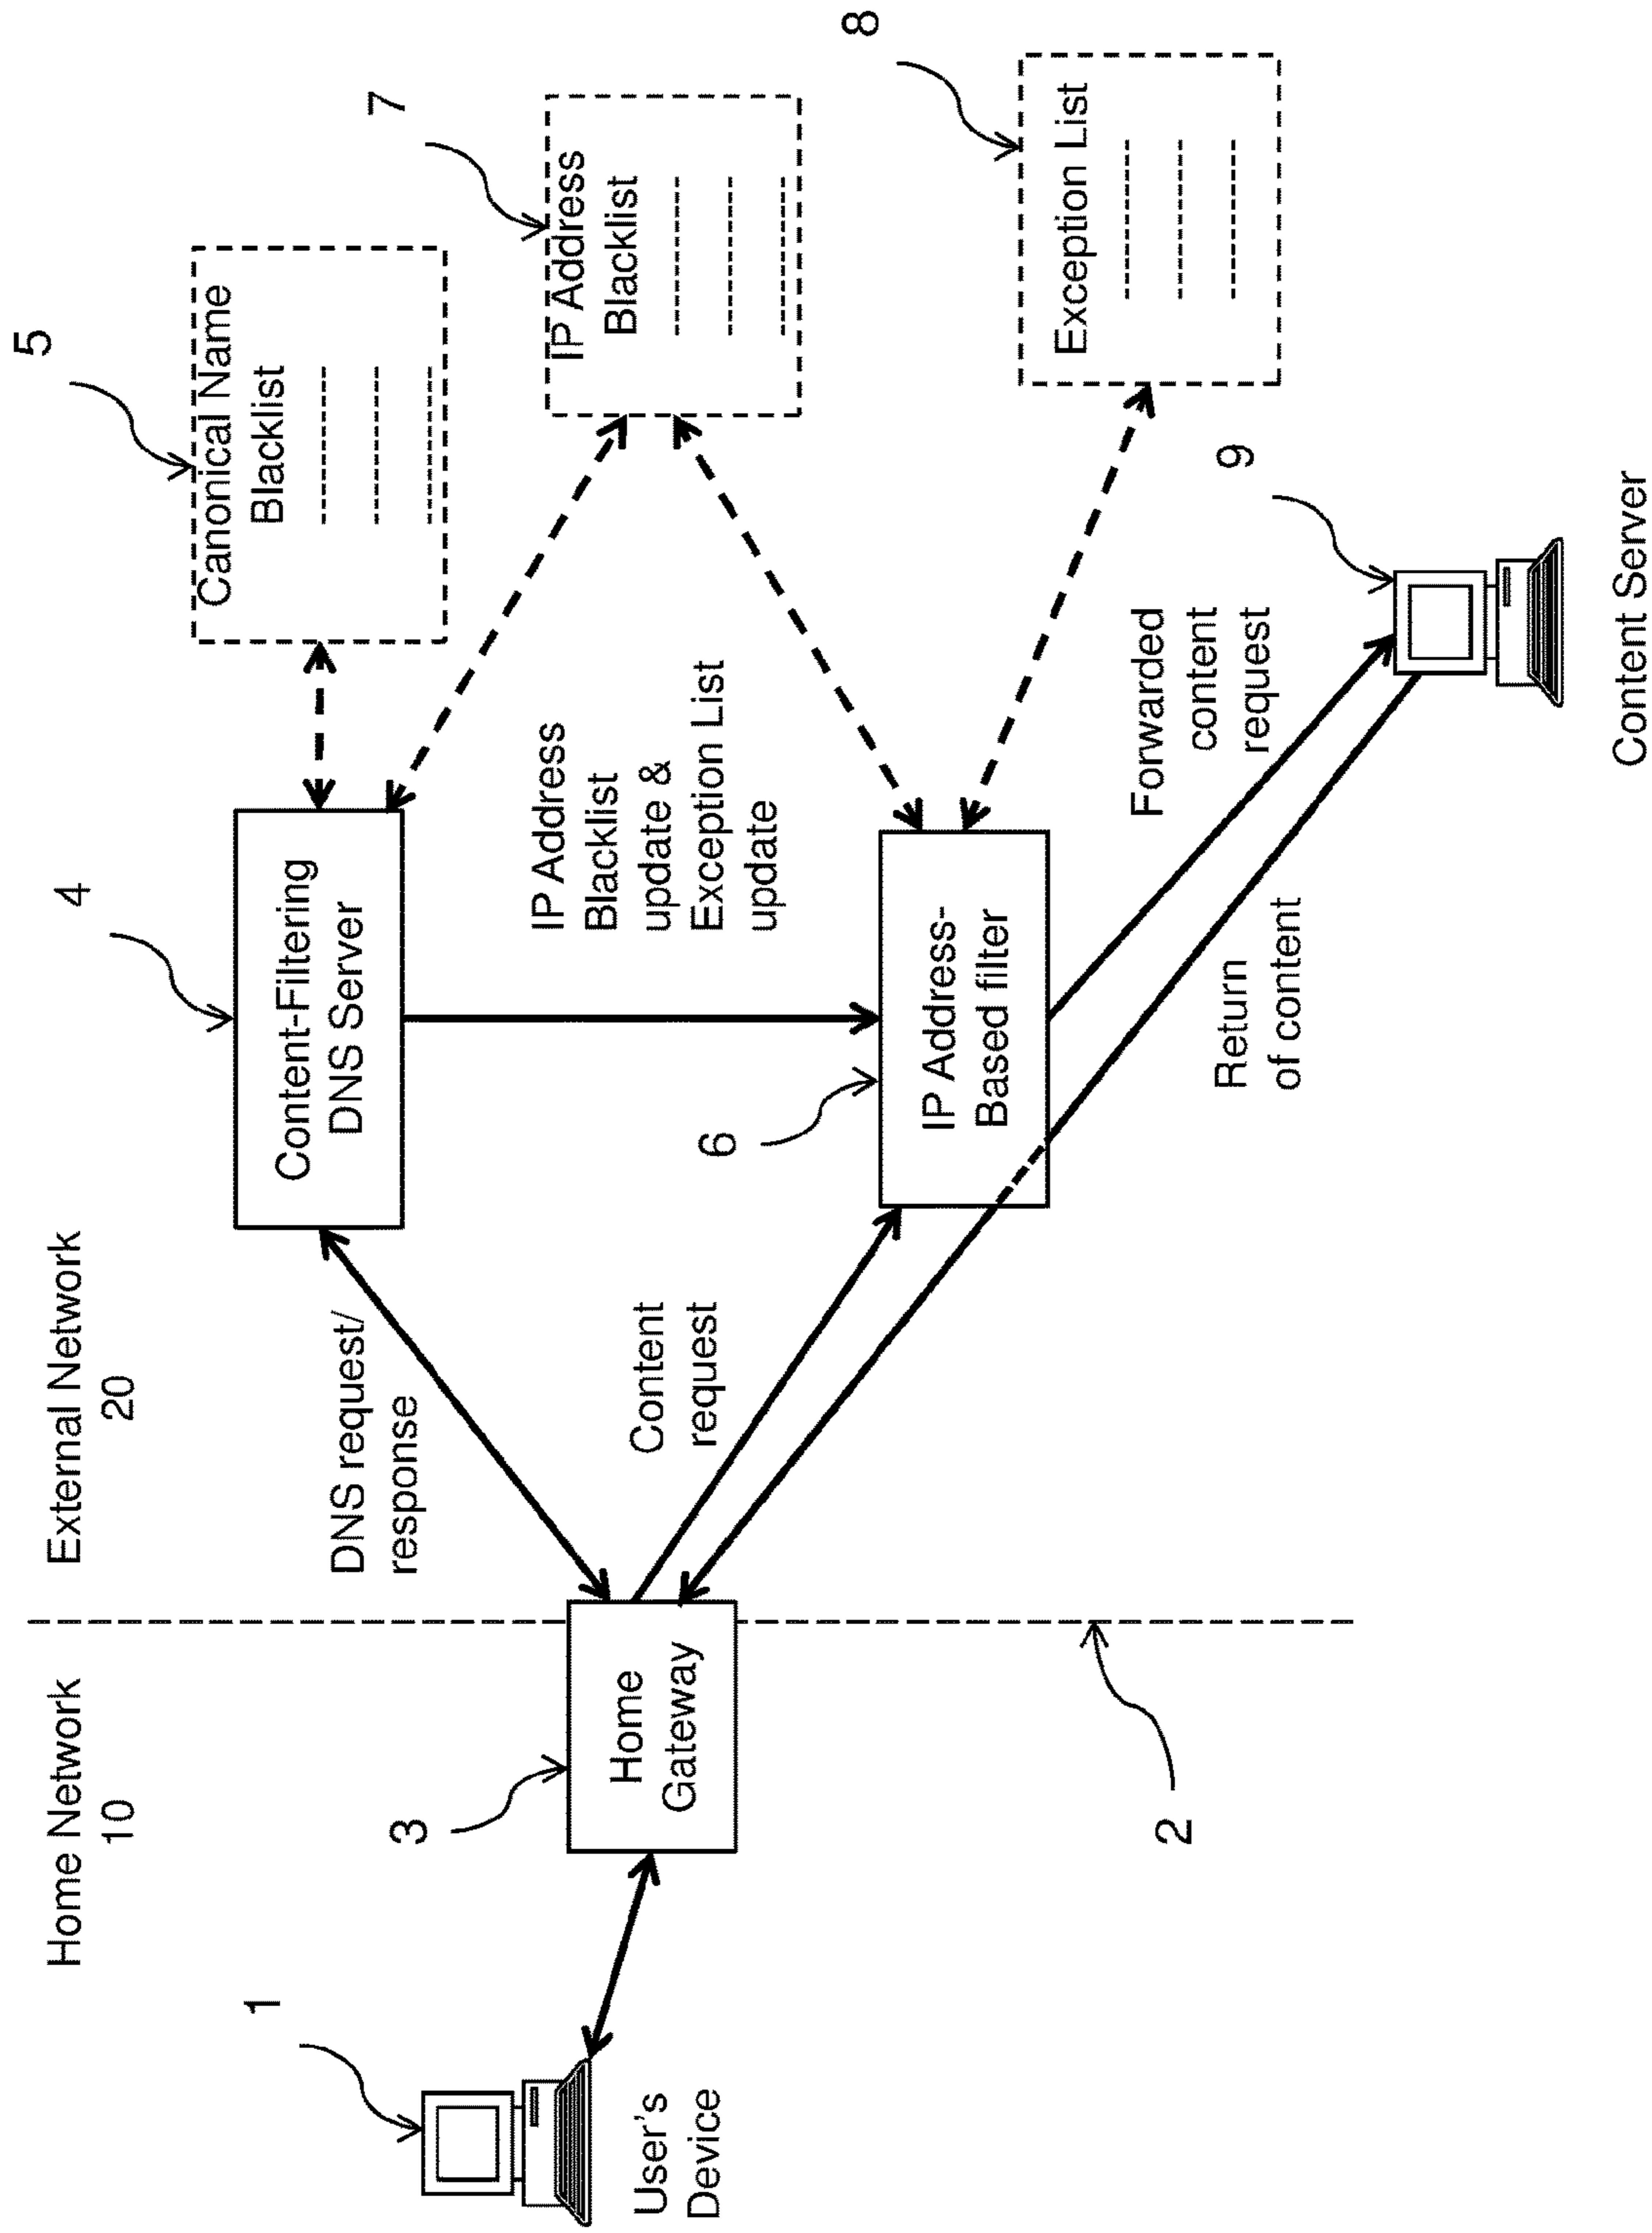 Home Network
10
External Network
20
1
User's
Device
3
Home
Gateway
2
DNS request/
response
Content
request
4
Content-Filtering
DNS Server
5
Canonical Name
Blacklist
IP Address
Blacklist
update &
Exception List
update
7
IP Address
Blacklist
6
IP Address-
Based filter
8
Exception List
Forwarded
content
request
Return
of content
9
Content Server